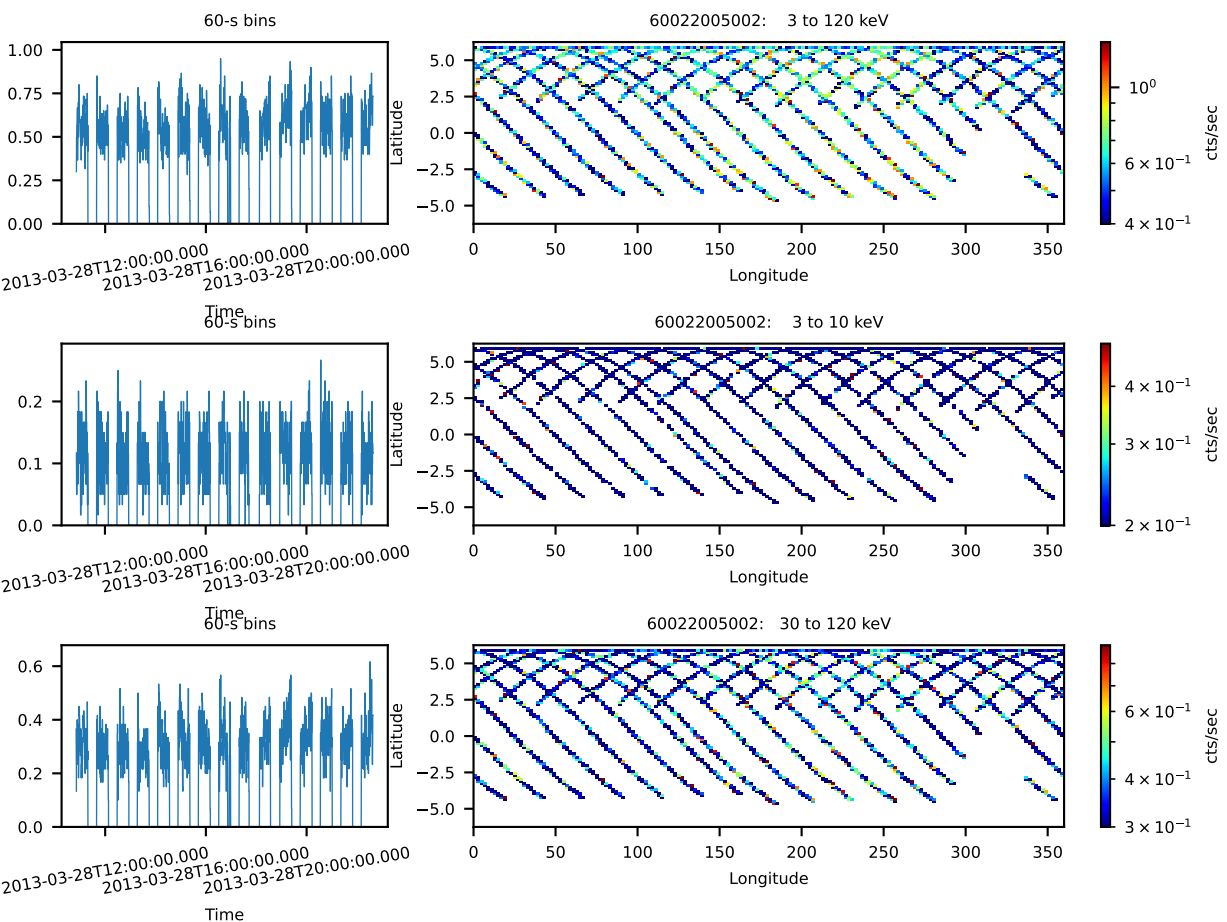 60-s bins
60022005002:    3 to 120 keV
1.00
0.75
0.50
0.25
0.00
2013-03-28T12:00:00.000
2013-03-28T16:00:00.000
2013-03-28T20:00:00.000
Time
Latitude
5.0
2.5
0.0
−2.5
−5.0
0 50 100 150 200 250 300 350
Longitude
10⁰
6 × 10⁻¹
4 × 10⁻¹
cts/sec
60-s bins
60022005002:    3 to 10 keV
0.2
0.1
0.0
2013-03-28T12:00:00.000
2013-03-28T16:00:00.000
2013-03-28T20:00:00.000
Time
Latitude
5.0
2.5
0.0
−2.5
−5.0
0 50 100 150 200 250 300 350
Longitude
4 × 10⁻¹
3 × 10⁻¹
2 × 10⁻¹
cts/sec
60-s bins
60022005002:   30 to 120 keV
0.6
0.4
0.2
0.0
2013-03-28T12:00:00.000
2013-03-28T16:00:00.000
2013-03-28T20:00:00.000
Time
Latitude
5.0
2.5
0.0
−2.5
−5.0
0 50 100 150 200 250 300 350
Longitude
6 × 10⁻¹
4 × 10⁻¹
3 × 10⁻¹
cts/sec